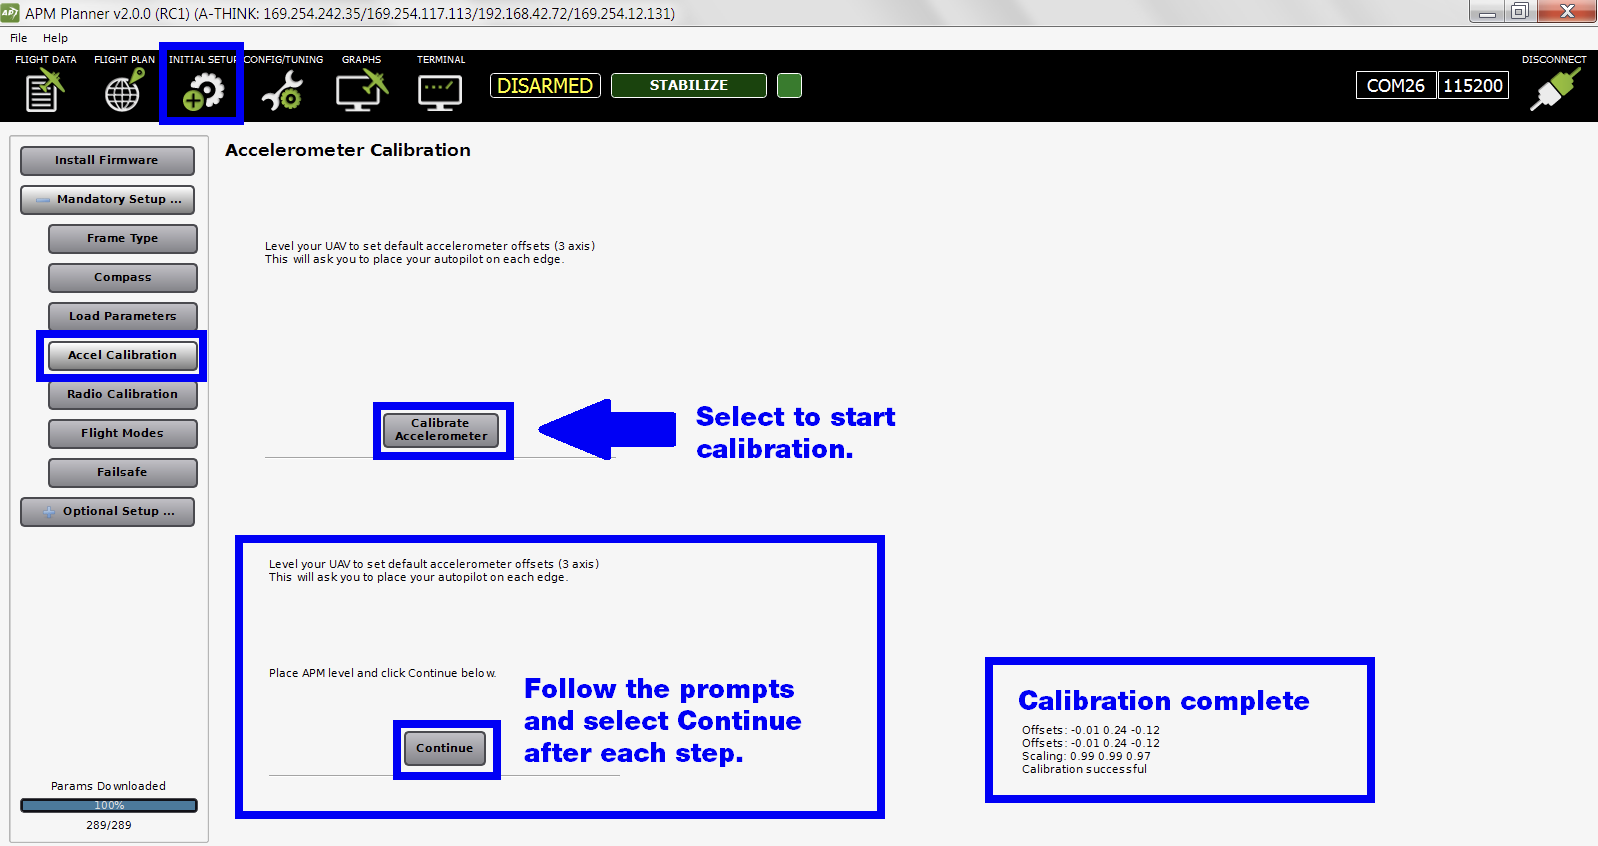 APM Planner v2.0.0 (RC1) (A-THINK: 169.254.242.35/169.254.117.113/192.168.42.72/169.254.12.131)
File Help
FLIGHT DATA FLIGHT PLAN INITIAL SETUP CONFIG/TUNING GRAPHS TERMINAL DISCONNECT
DISARMED STABILIZE COM26 115200
Install Firmware
Mandatory Setup ...
Frame Type
Compass
Load Parameters
Accel Calibration
Radio Calibration
Flight Modes
Failsafe
Optional Setup ...
Params Downloaded
100%
289/289
Accelerometer Calibration
Level your UAV to set default accelerometer offsets (3 axis)
This will ask you to place your autopilot on each edge.
Calibrate
Accelerometer
Select to start
calibration.
Level your UAV to set default accelerometer offsets (3 axis)
This will ask you to place your autopilot on each edge.
Place APM level and click Continue below.
Continue
Follow the prompts
and select Continue
after each step.
Calibration complete
Offsets: -0.01 0.24 -0.12
Offsets: -0.01 0.24 -0.12
Scaling: 0.99 0.99 0.97
Calibration successful